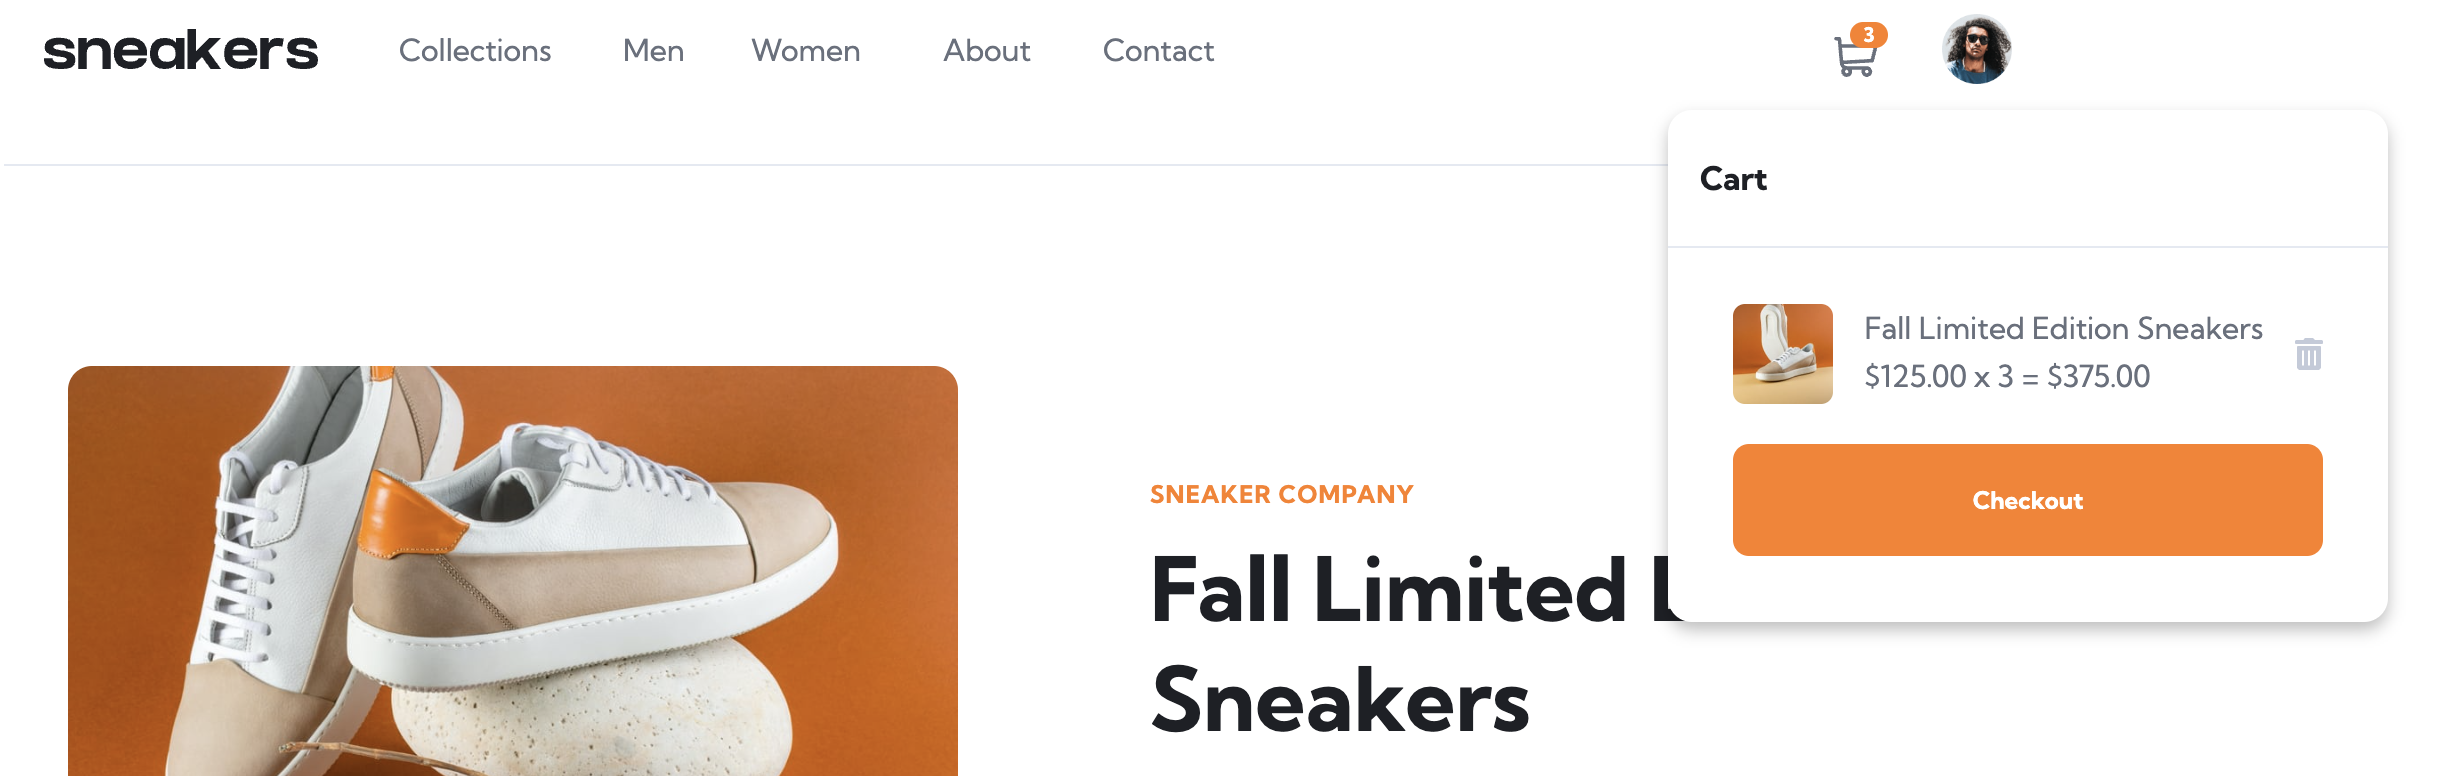 sneakers
Collections
Men
Women
About
Contact
3
Cart
Fall Limited Edition Sneakers
$125.00 x 3 = $375.00
Checkout
SNEAKER COMPANY
Fall Limited
Sneakers